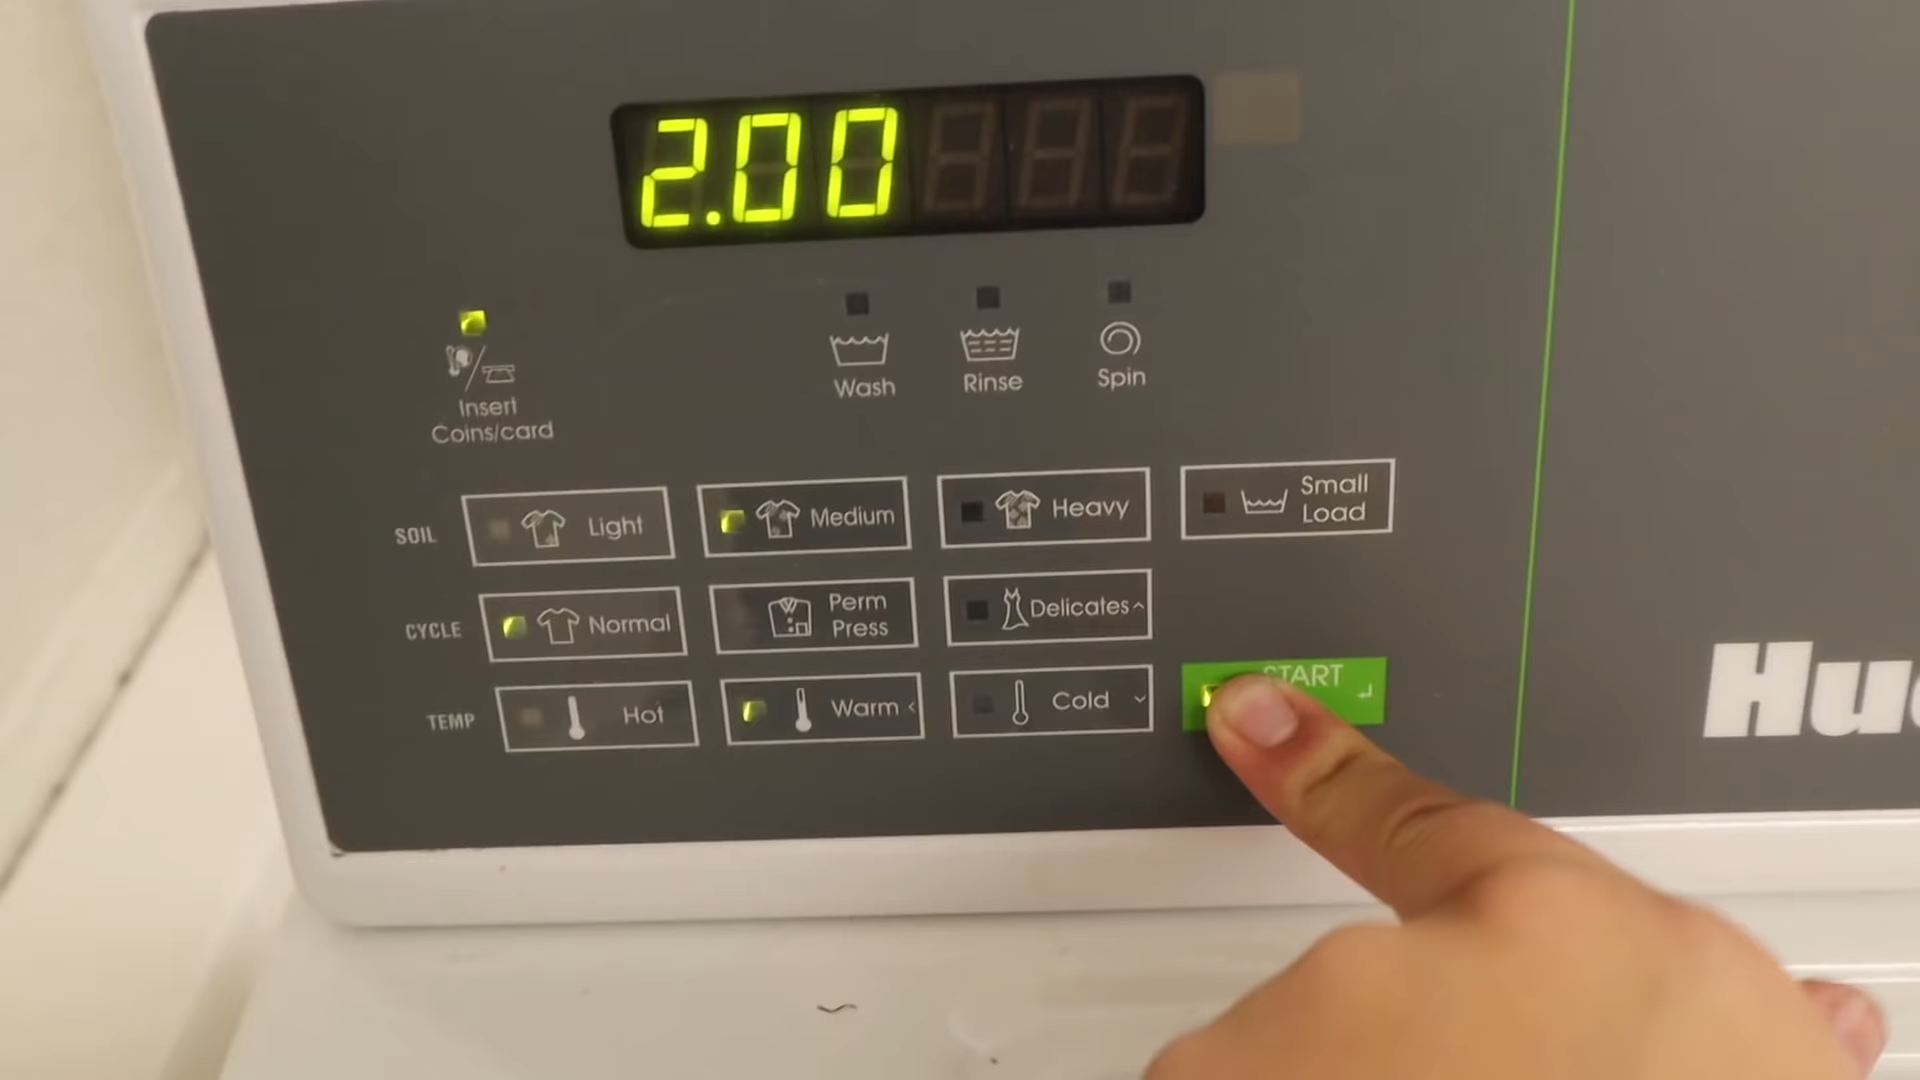 2.00
Wash
Rinse
Spin
Insert
Coins/card
SOIL
Light
Medium
Heavy
Small
Load
CYCLE
Normal
Perm
Press
Delicates
TEMP
Hot
Warm
Cold
START
Hu